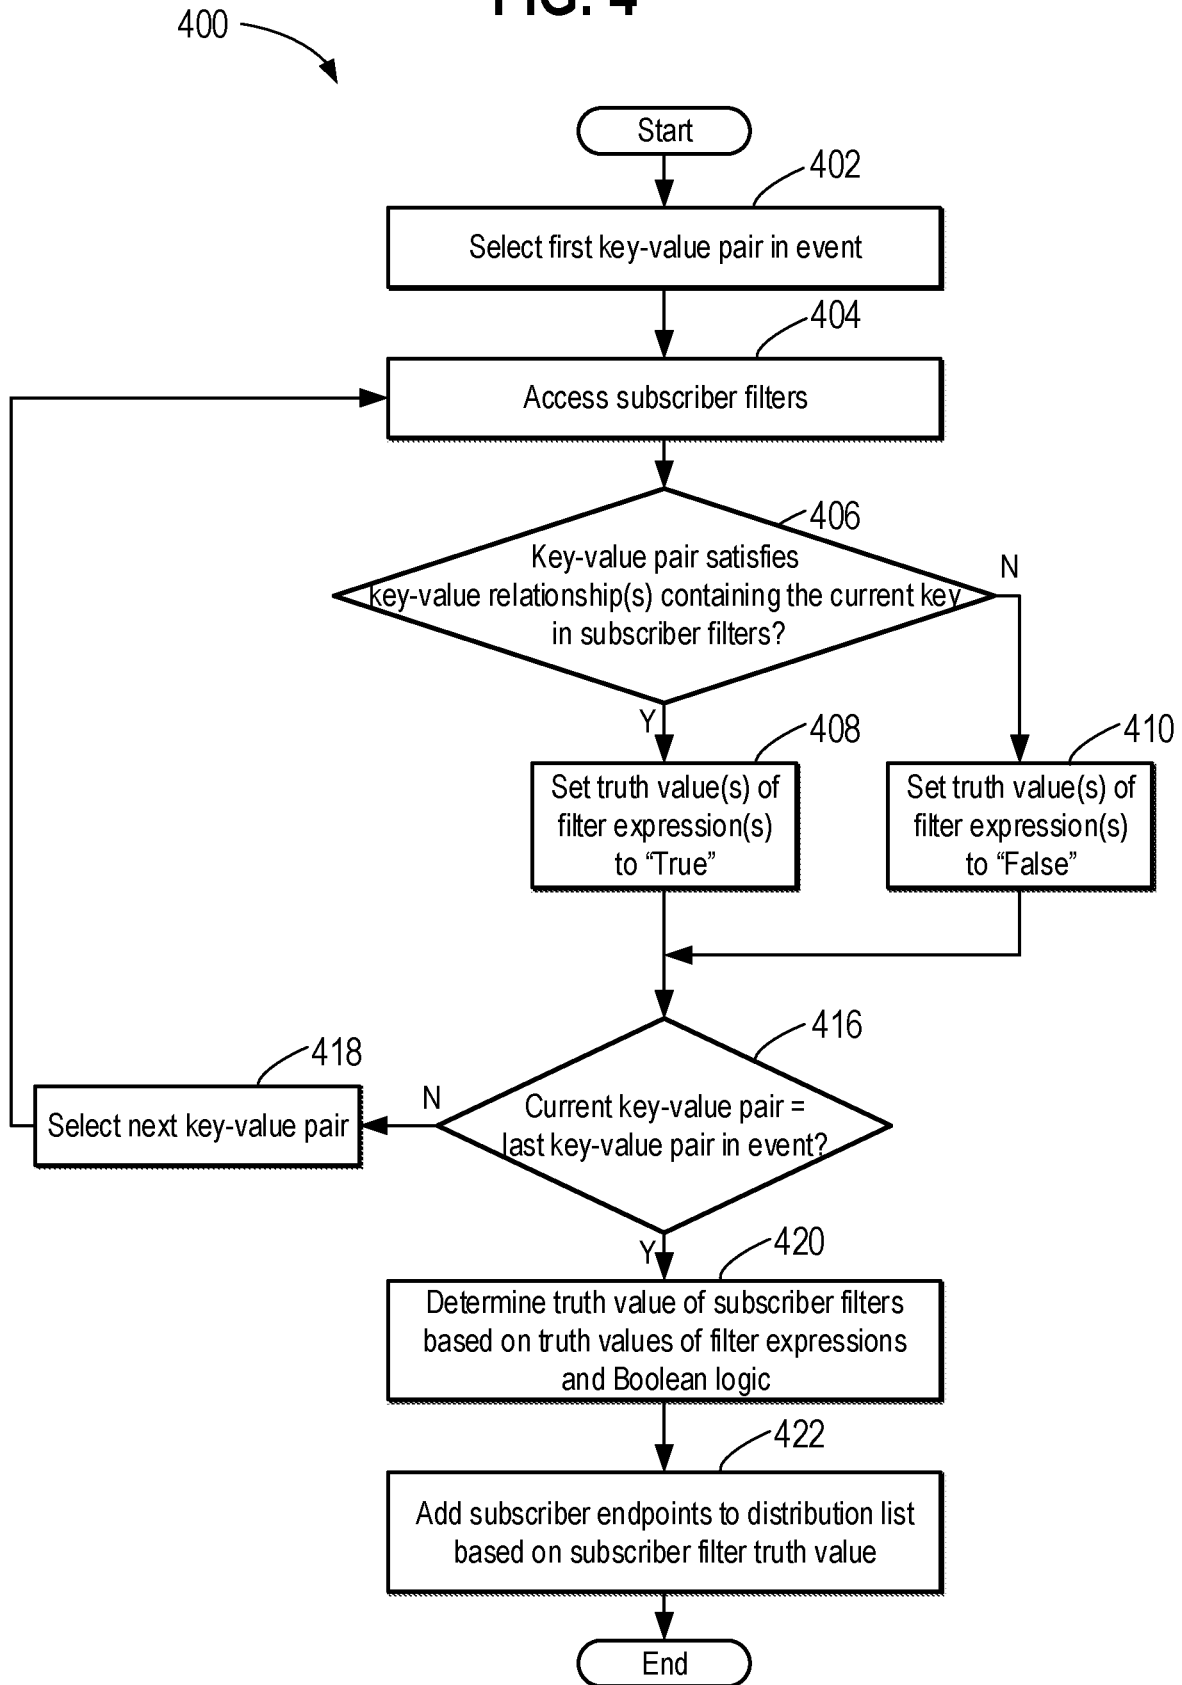 FIG. 4
400
Start
402
Select first key-value pair in event
404
Access subscriber filters
406
Key-value pair satisfies
key-value relationship(s) containing the current key
in subscriber filters?
N
Y
408
410
Set truth value(s) of
filter expression(s)
to “True”
Set truth value(s) of
filter expression(s)
to “False”
416
418
N
Current key-value pair =
last key-value pair in event?
Select next key-value pair
Y
420
Determine truth value of subscriber filters
based on truth values of filter expressions
and Boolean logic
422
Add subscriber endpoints to distribution list
based on subscriber filter truth value
End